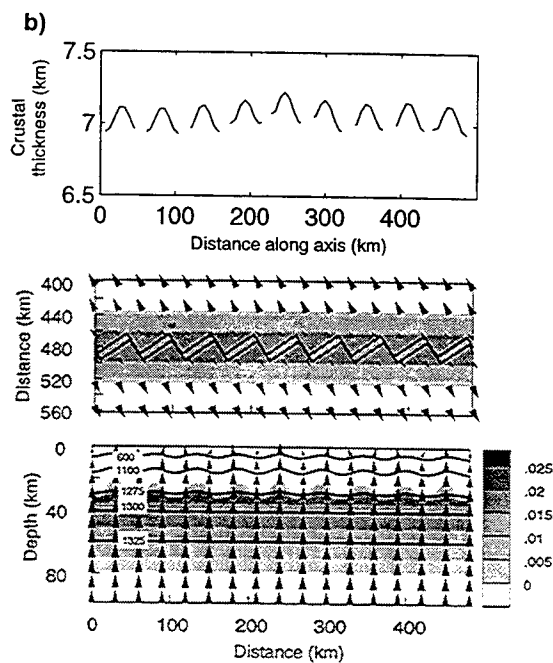 b)
7.5
7
6.5
Crustal
thickness (km)
0 100 200 300 400
Distance along axis (km)
400
440
480
520
560
Distance (km)
0
40
80
Depth (km)
600
1100
1275
1300
1325
.025
.02
.015
.01
.005
0
0 100 200 300 400
Distance (km)